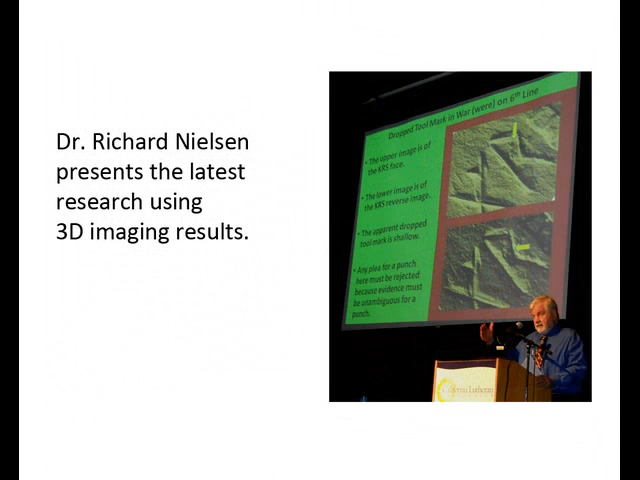 Dr. Richard Nielsen
presents the latest
research using
3D imaging results.
Dropped Tool Mark in War (were) on 6th Line
• The upper image is of
the KRS face.
• The lower image is of
the KRS reverse image.
• The apparent dropped
tool mark is shallow.
• Any plea for a punch
here must be rejected
because evidence must
be unambiguous for a
punch.
California Lutheran